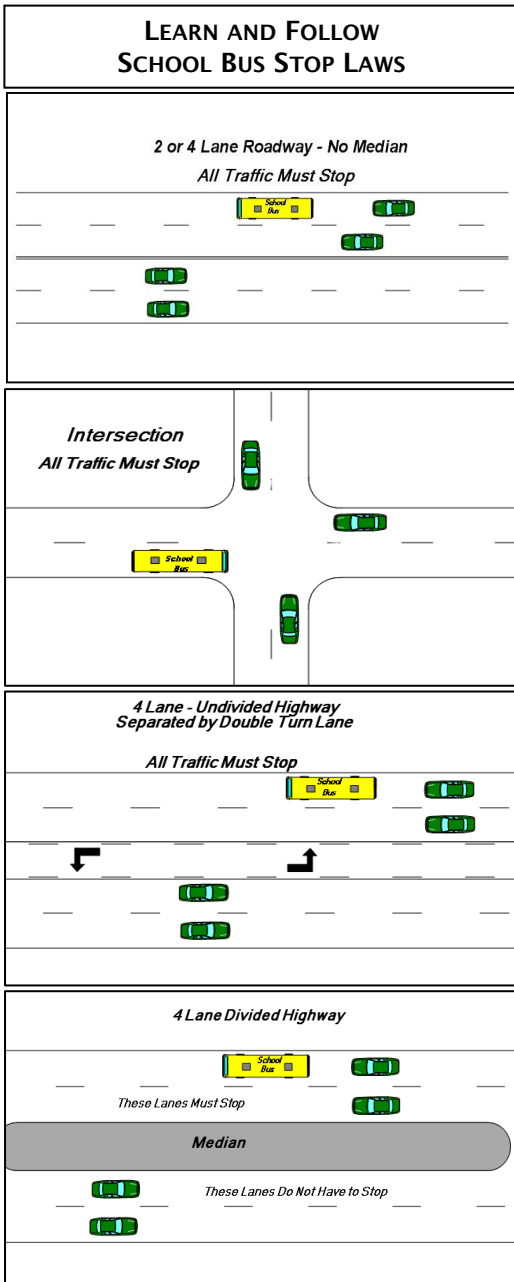 LEARN AND FOLLOW
SCHOOL BUS STOP LAWS
2 or 4 Lane Roadway - No Median
All Traffic Must Stop
School
Bus
Intersection
All Traffic Must Stop
School
Bus
4 Lane - Undivided Highway
Separated by Double Turn Lane
All Traffic Must Stop
School
Bus
4 Lane Divided Highway
School
Bus
These Lanes Must Stop
Median
These Lanes Do Not Have to Stop